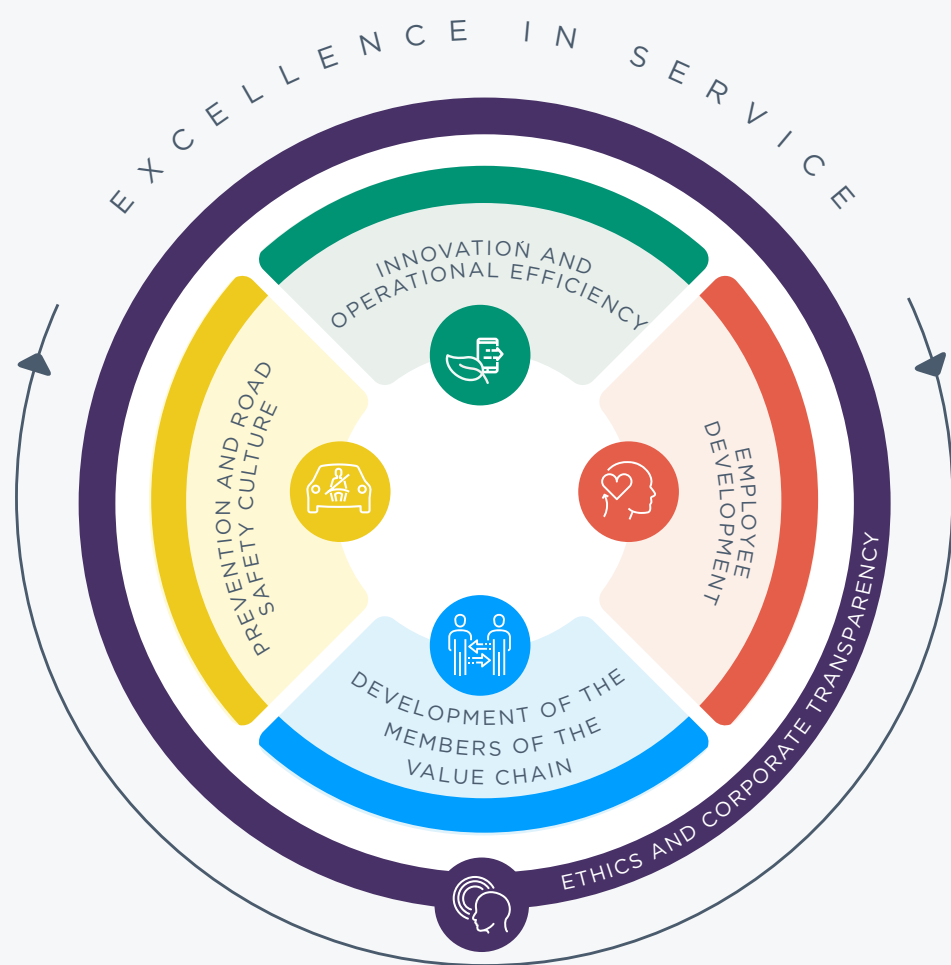 EXCELLENCE IN SERVICE
INNOVATION AND
OPERATIONAL EFFICIENCY
PREVENTION AND ROAD
SAFETY CULTURE
EMPLOYEE
DEVELOPMENT
DEVELOPMENT OF THE
MEMBERS OF THE
VALUE CHAIN
ETHICS AND CORPORATE TRANSPARENCY